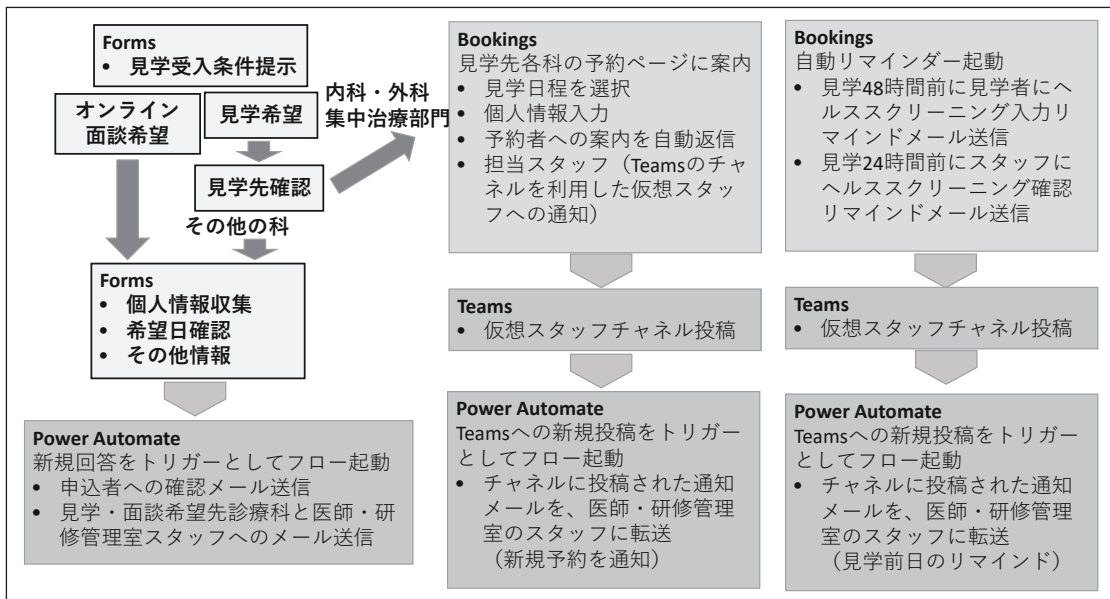 Forms
• 見学受入条件提示
オンライン
面談希望
見学希望
内科・外科
集中治療部門
見学先確認
その他の科
Forms
• 個人情報収集
• 希望日確認
• その他情報
Power Automate
新規回答をトリガーとしてフロー起動
• 申込者への確認メール送信
• 見学・面談希望先診療科と医師・研
修管理室スタッフへのメール送信
Bookings
見学先各科の予約ページに案内
• 見学日程を選択
• 個人情報入力
• 予約者への案内を自動返信
• 担当スタッフ（Teamsのチャ
ネルを利用した仮想スタッ
フへの通知）
Teams
• 仮想スタッフチャネル投稿
Power Automate
Teamsへの新規投稿をトリガー
としてフロー起動
• チャネルに投稿された通知
メールを、医師・研修管理
室のスタッフに転送
（新規予約を通知）
Bookings
自動リマインダー起動
• 見学48時間前に見学者にヘ
ルススクリーニング入力リ
マインドメール送信
• 見学24時間前にスタッフに
ヘルススクリーニング確認
リマインドメール送信
Teams
• 仮想スタッフチャネル投稿
Power Automate
Teamsへの新規投稿をトリガー
としてフロー起動
• チャネルに投稿された通知
メールを、医師・研修管理
室のスタッフに転送
（見学前日のリマインド）